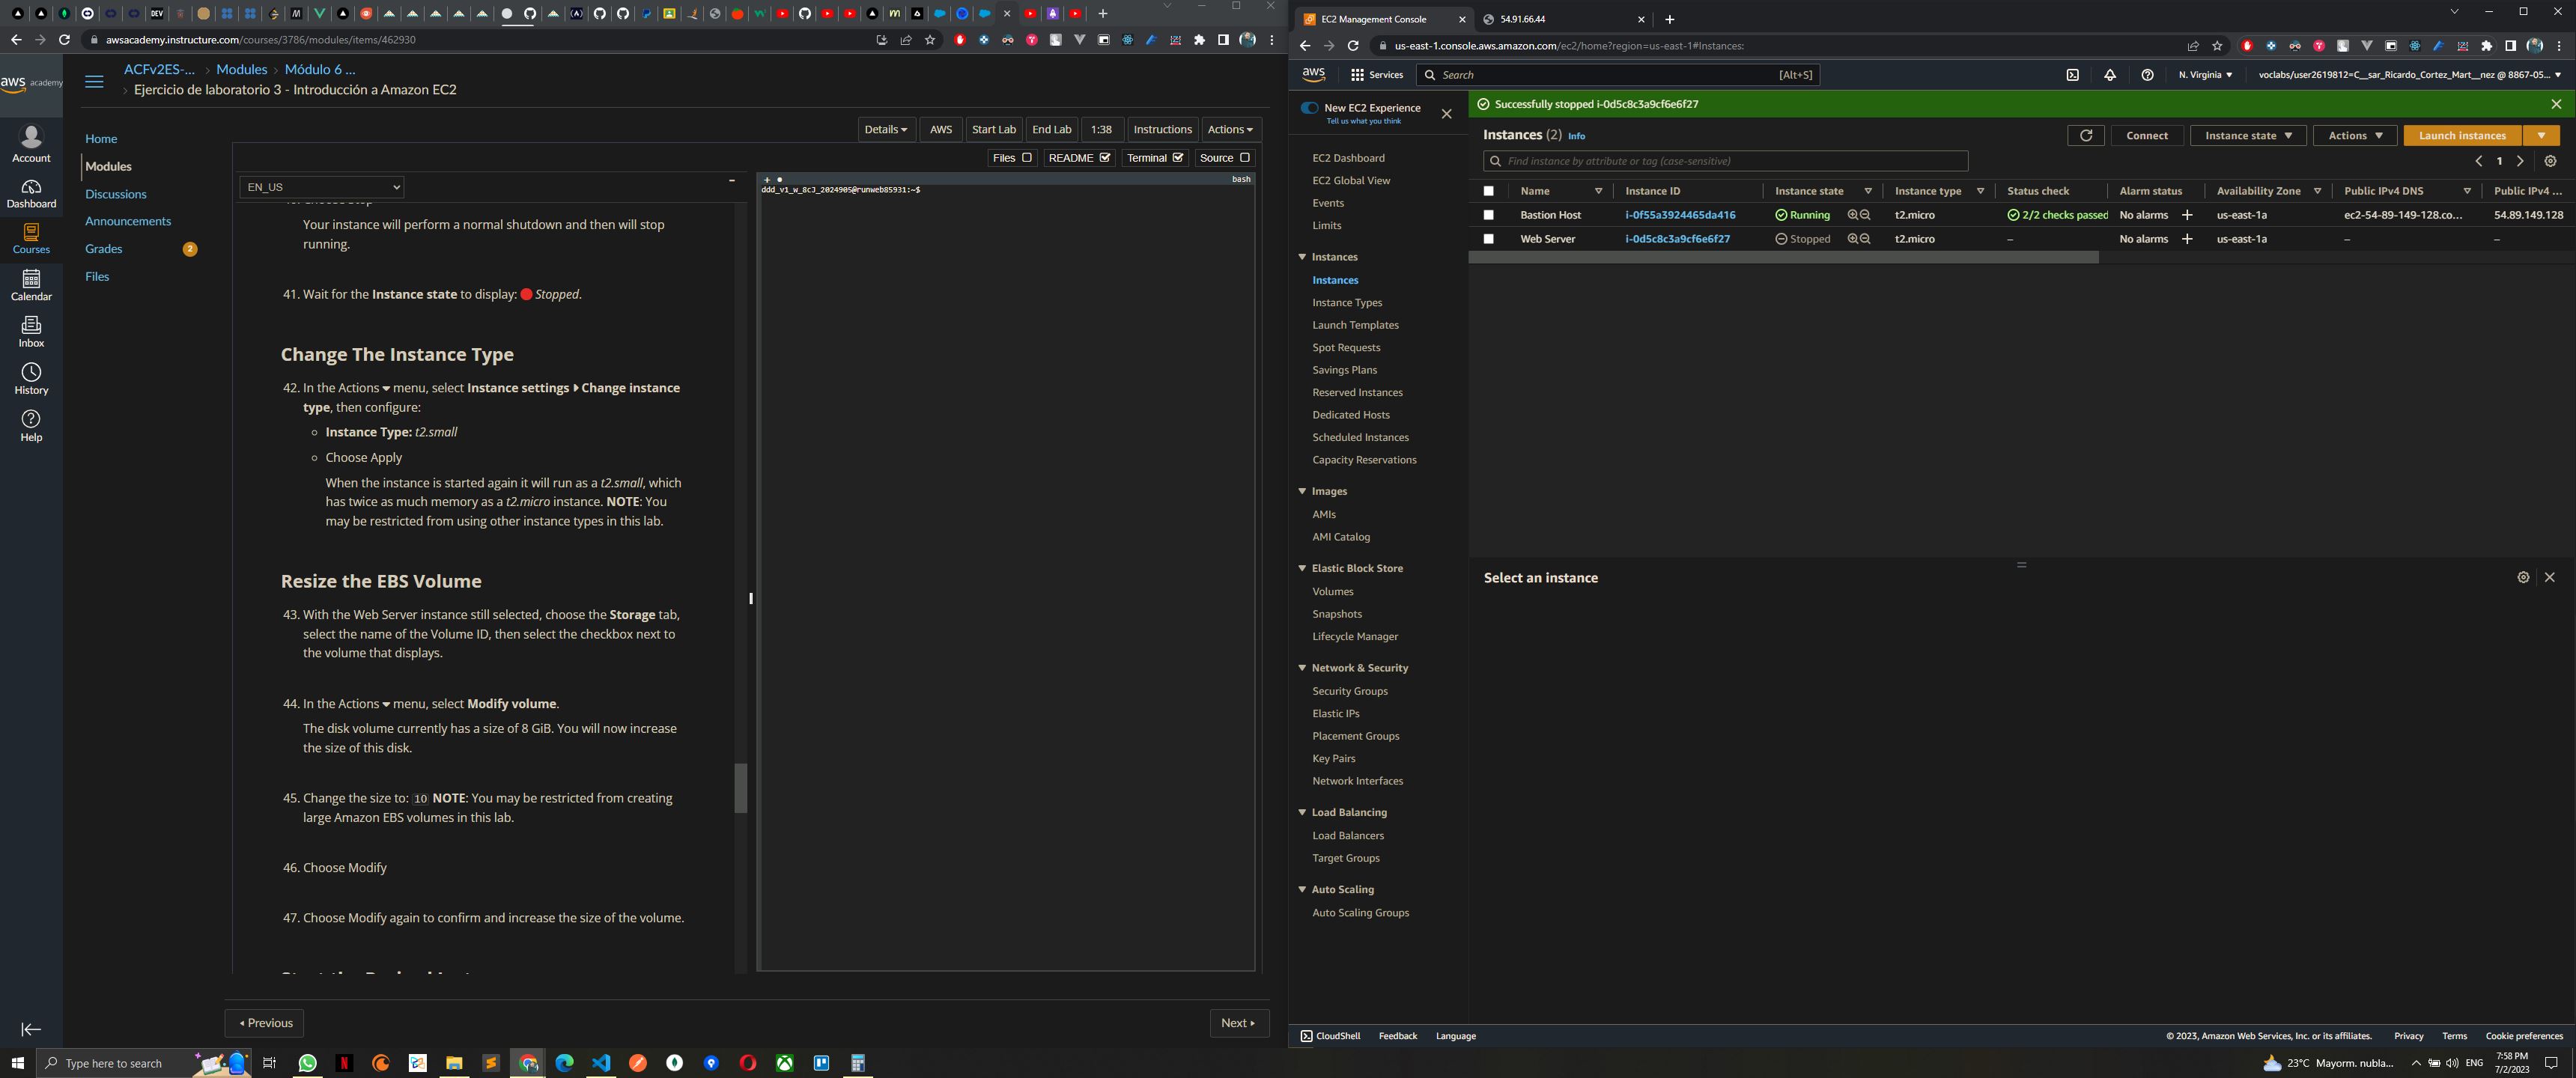 awsacademy.instructure.com/courses/3786/modules/items/462930
aws academy
Account
Dashboard
Courses
Calendar
Inbox
History
Help
ACFv2ES-... > Modules > Módulo 6 ...
> Ejercicio de laboratorio 3 - Introducción a Amazon EC2
Home
Modules
Discussions
Announcements
Grades 2
Files
Details AWS Start Lab End Lab 1:38 Instructions Actions
Files README Terminal Source
EN_US
Your instance will perform a normal shutdown and then will stop
running.
41. Wait for the Instance state to display: Stopped.
Change The Instance Type
42. In the Actions menu, select Instance settings Change instance
type, then configure:
Instance Type: t2.small
Choose Apply
When the instance is started again it will run as a t2.small, which
has twice as much memory as a t2.micro instance. NOTE: You
may be restricted from using other instance types in this lab.
Resize the EBS Volume
43. With the Web Server instance still selected, choose the Storage tab,
select the name of the Volume ID, then select the checkbox next to
the volume that displays.
44. In the Actions menu, select Modify volume.
The disk volume currently has a size of 8 GiB. You will now increase
the size of this disk.
45. Change the size to: 10 NOTE: You may be restricted from creating
large Amazon EBS volumes in this lab.
46. Choose Modify
47. Choose Modify again to confirm and increase the size of the volume.
bash
ddd_v1_w_8cJ_2024905@runweb85931:~$
Previous
Next
EC2 Management Console
54.91.66.44
us-east-1.console.aws.amazon.com/ec2/home?region=us-east-1#Instances:
aws Services Search [Alt+S] N. Virginia voclabs/user2619812=C__sar_Ricardo_Cortez_Mart__nez @ 8867-05...
New EC2 Experience
Tell us what you think
EC2 Dashboard
EC2 Global View
Events
Limits
Instances
Instances
Instance Types
Launch Templates
Spot Requests
Savings Plans
Reserved Instances
Dedicated Hosts
Scheduled Instances
Capacity Reservations
Images
AMIs
AMI Catalog
Elastic Block Store
Volumes
Snapshots
Lifecycle Manager
Network & Security
Security Groups
Elastic IPs
Placement Groups
Key Pairs
Network Interfaces
Load Balancing
Load Balancers
Target Groups
Auto Scaling
Auto Scaling Groups
Successfully stopped i-0d5c8c3a9cf6e6f27
Instances (2) Info Connect Instance state Actions Launch instances
Find instance by attribute or tag (case-sensitive) 1
Name Instance ID Instance state Instance type Status check Alarm status Availability Zone Public IPv4 DNS Public IPv4 ...
Bastion Host i-0f55a3924465da416 Running t2.micro 2/2 checks passed No alarms + us-east-1a ec2-54-89-149-128.co... 54.89.149.128
Web Server i-0d5c8c3a9cf6e6f27 Stopped t2.micro – No alarms + us-east-1a – –
Select an instance
CloudShell Feedback Language © 2023, Amazon Web Services, Inc. or its affiliates. Privacy Terms Cookie preferences
Type here to search
23°C Mayorm. nubla... ENG
7:58 PM
7/2/2023